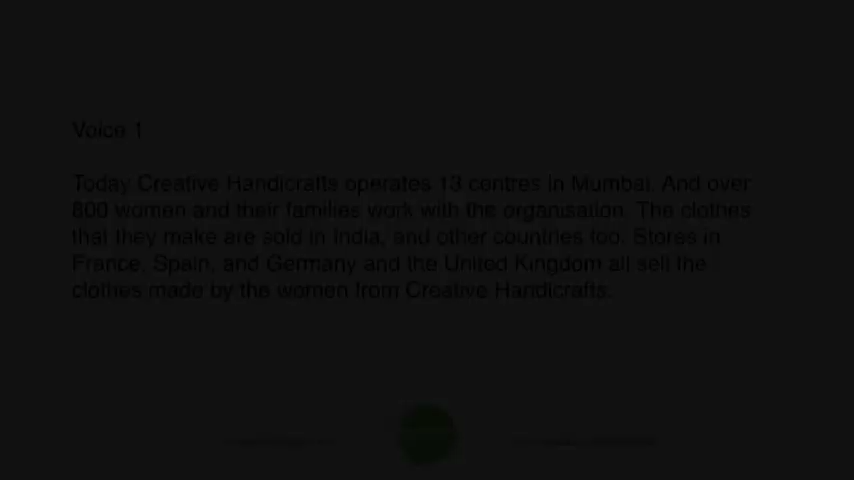 Voice 1
Today Creative Handicrafts operates 13 centres in Mumbai. And over
800 women and their families work with the organisation. The clothes
that they make are sold in India, and other countries too. Stores in
France, Spain, and Germany and the United Kingdom all sell the
clothes made by the women from Creative Handicrafts.